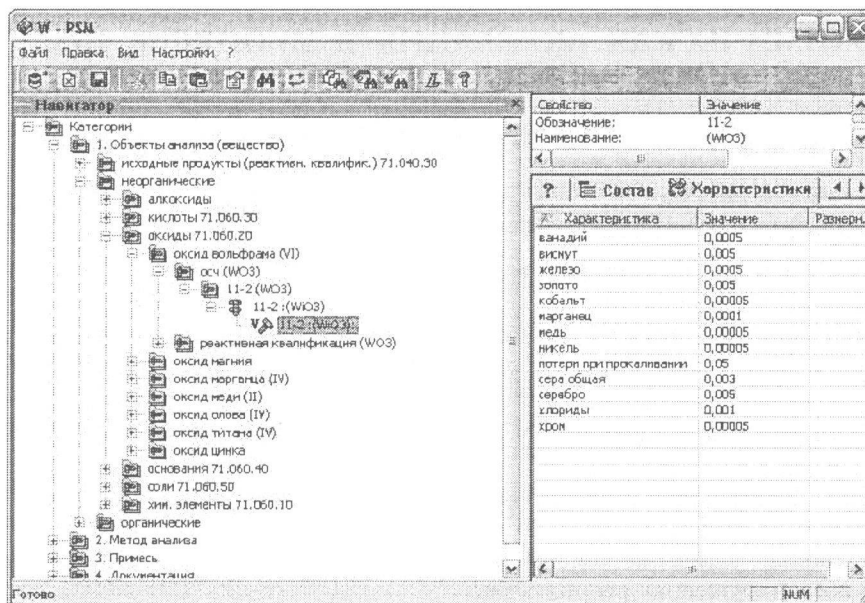 W - PSM
Файл Правка Вид Настройки ?
Навигатор
Категории
1. Объекты анализа (вещество)
исходные продукты (реактивн. квалифик.) 71.040.30
неорганические
алкоксиды
кислоты 71.060.30
оксиды 71.060.20
оксид вольфрама (VI)
осч (WO3)
11-2 (WO3)
11-2 :(WO3)
11-2 :(WO3):
реактивная квалификация (WO3)
оксид магния
оксид марганца (IV)
оксид меди (II)
оксид олова (IV)
оксид титана (IV)
оксид цинка
основания 71.060.40
соли 71.060.50
хим. элементы 71.060.10
органические
2. Метод анализа
3. Примесь
4. Документация
Свойство Значение
Обозначение: 11-2
Наименование: (WO3)
? Состав Характеристики
Характеристика Значение Размерн.
ванадий 0,0005
висмут 0,005
железо 0,0005
золото 0,005
кобальт 0,00005
марганец 0,0001
медь 0,00005
никель 0,00005
потери при прокаливании 0,05
сера общая 0,003
серебро 0,005
хлориды 0,001
хром 0,00005
Готово NUM